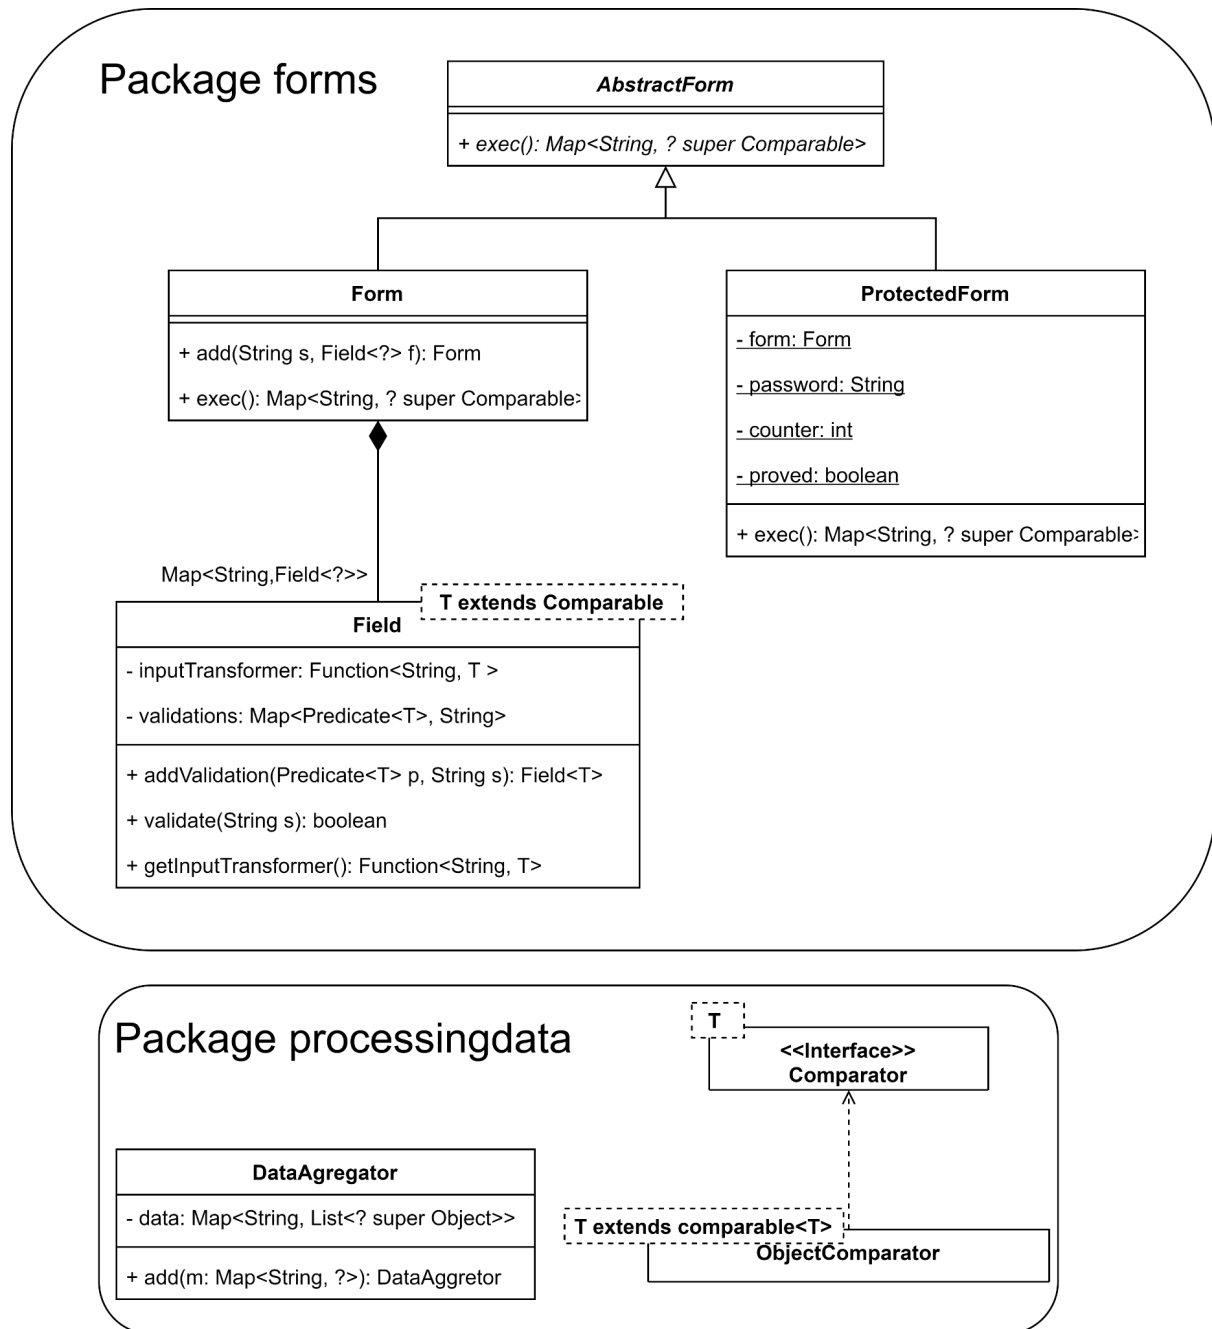 Package forms
AbstractForm
+ exec(): Map<String, ? super Comparable>
Form
+ add(String s, Field<?> f): Form
+ exec(): Map<String, ? super Comparable>
ProtectedForm
- form: Form
- password: String
- counter: int
- proved: boolean
+ exec(): Map<String, ? super Comparable>
Map<String,Field<?>>
T extends Comparable
Field
- inputTransformer: Function<String, T >
- validations: Map<Predicate<T>, String>
+ addValidation(Predicate<T> p, String s): Field<T>
+ validate(String s): boolean
+ getInputTransformer(): Function<String, T>
Package processingdata
T
<<Interface>>
Comparator
DataAgregator
- data: Map<String, List<? super Object>>
+ add(m: Map<String, ?>): DataAggretor
T extends comparable<T>
ObjectComparator